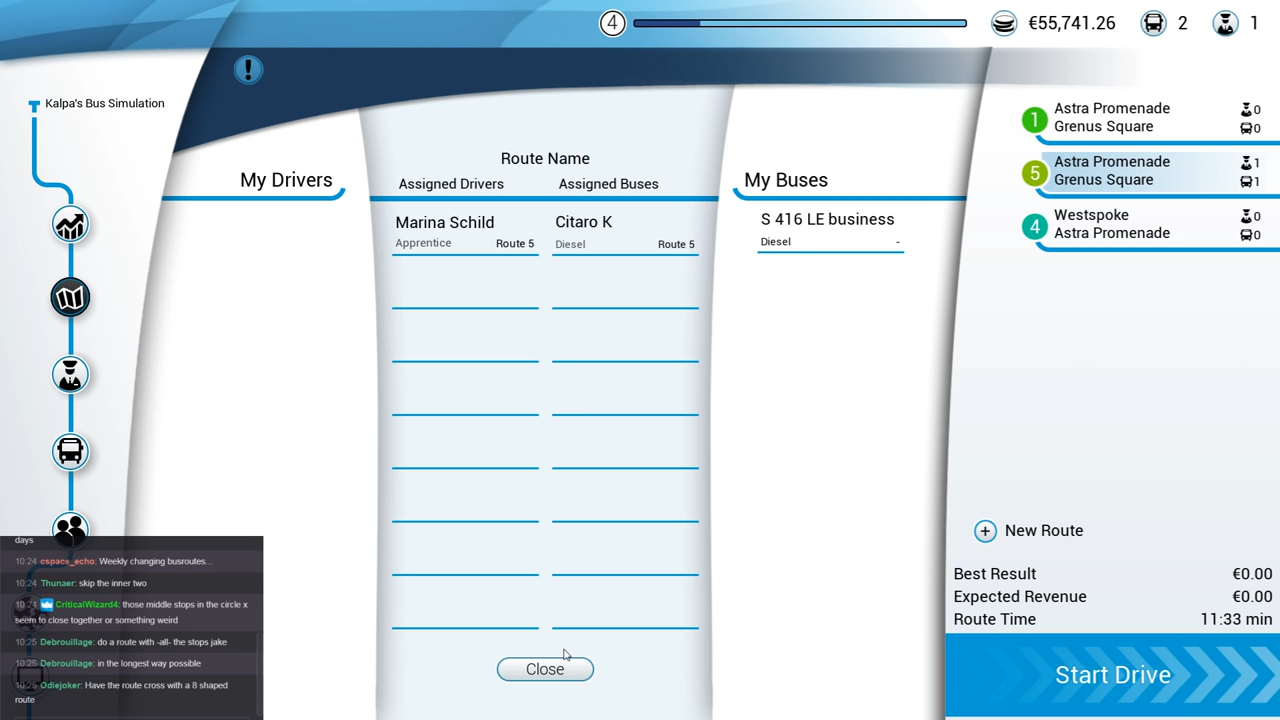 4
€55,741.26
2
1
Kalpa's Bus Simulation
My Drivers
Route Name
Assigned Drivers
Assigned Buses
Marina Schild
Apprentice
Route 5
Citaro K
Diesel
Route 5
Close
My Buses
S 416 LE business
Diesel
-
1
Astra Promenade
Grenus Square
0
0
5
Astra Promenade
Grenus Square
1
1
4
Westspoke
Astra Promenade
0
0
New Route
Best Result €0.00
Expected Revenue €0.00
Route Time 11:33 min
Start Drive
days
10:24 cspace_echo: Weekly changing busroutes...
10:24 Thunaer: skip the inner two
10:24 CriticalWizard4: those middle stops in the circle x
seem to close together or something weird
10:25 Debrouillage: do a route with -all- the stops jake
10:25 Debrouillage: in the longest way possible
10:25 Odiejoker: Have the route cross with a 8 shaped
route